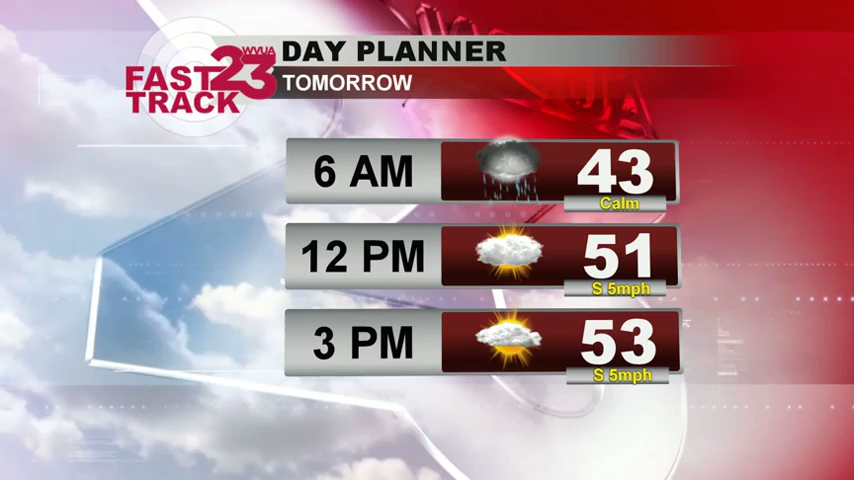 WVUA
23
FAST
TRACK
DAY PLANNER
TOMORROW
6 AM
43
Calm
12 PM
51
S 5mph
3 PM
53
S 5mph